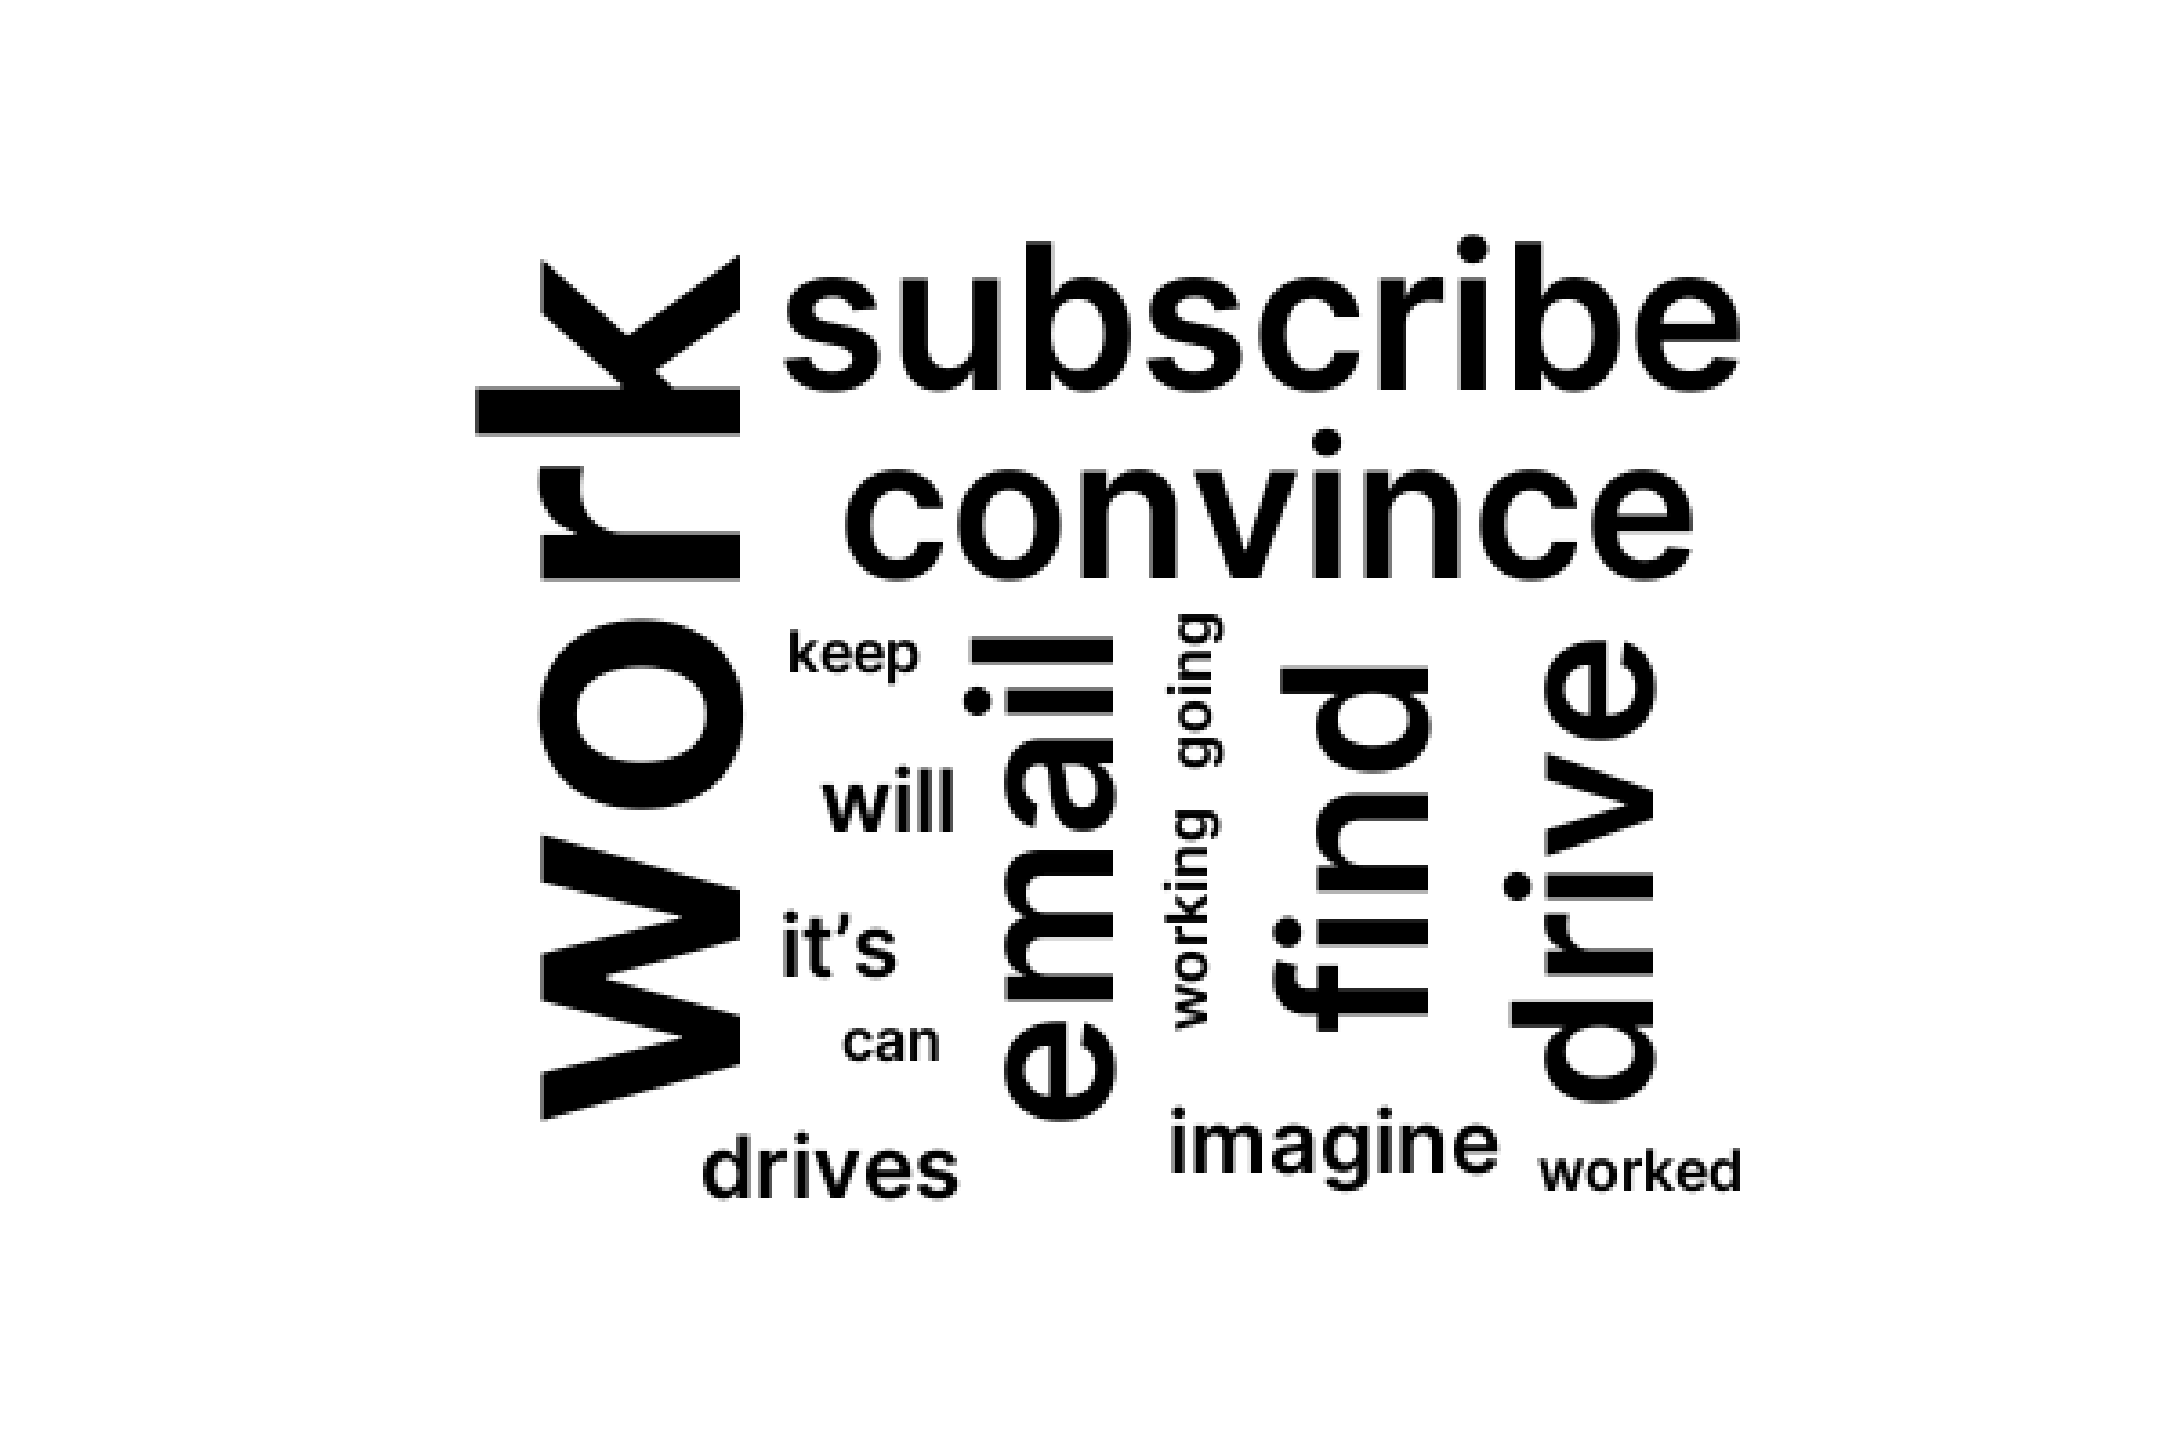 work
subscribe
convince
keep
email
going
find
drive
will
working
it’s
can
drives
imagine
worked